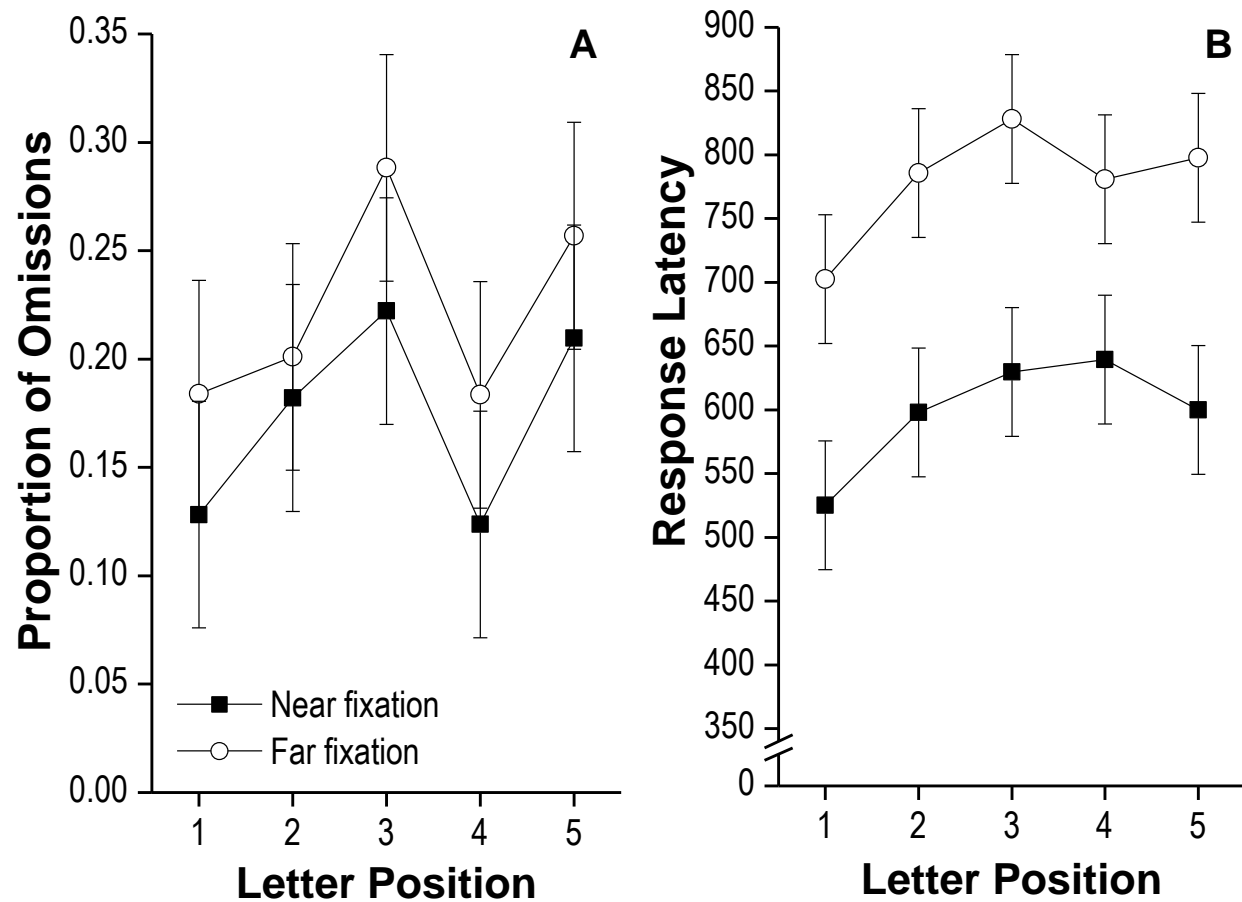 A
Proportion of Omissions
0.35
0.30
0.25
0.20
0.15
0.10
0.05
0.00
Near fixation
Far fixation
1 2 3 4 5
Letter Position
B
Response Latency
900
850
800
750
700
650
600
550
500
450
400
350
0
1 2 3 4 5
Letter Position